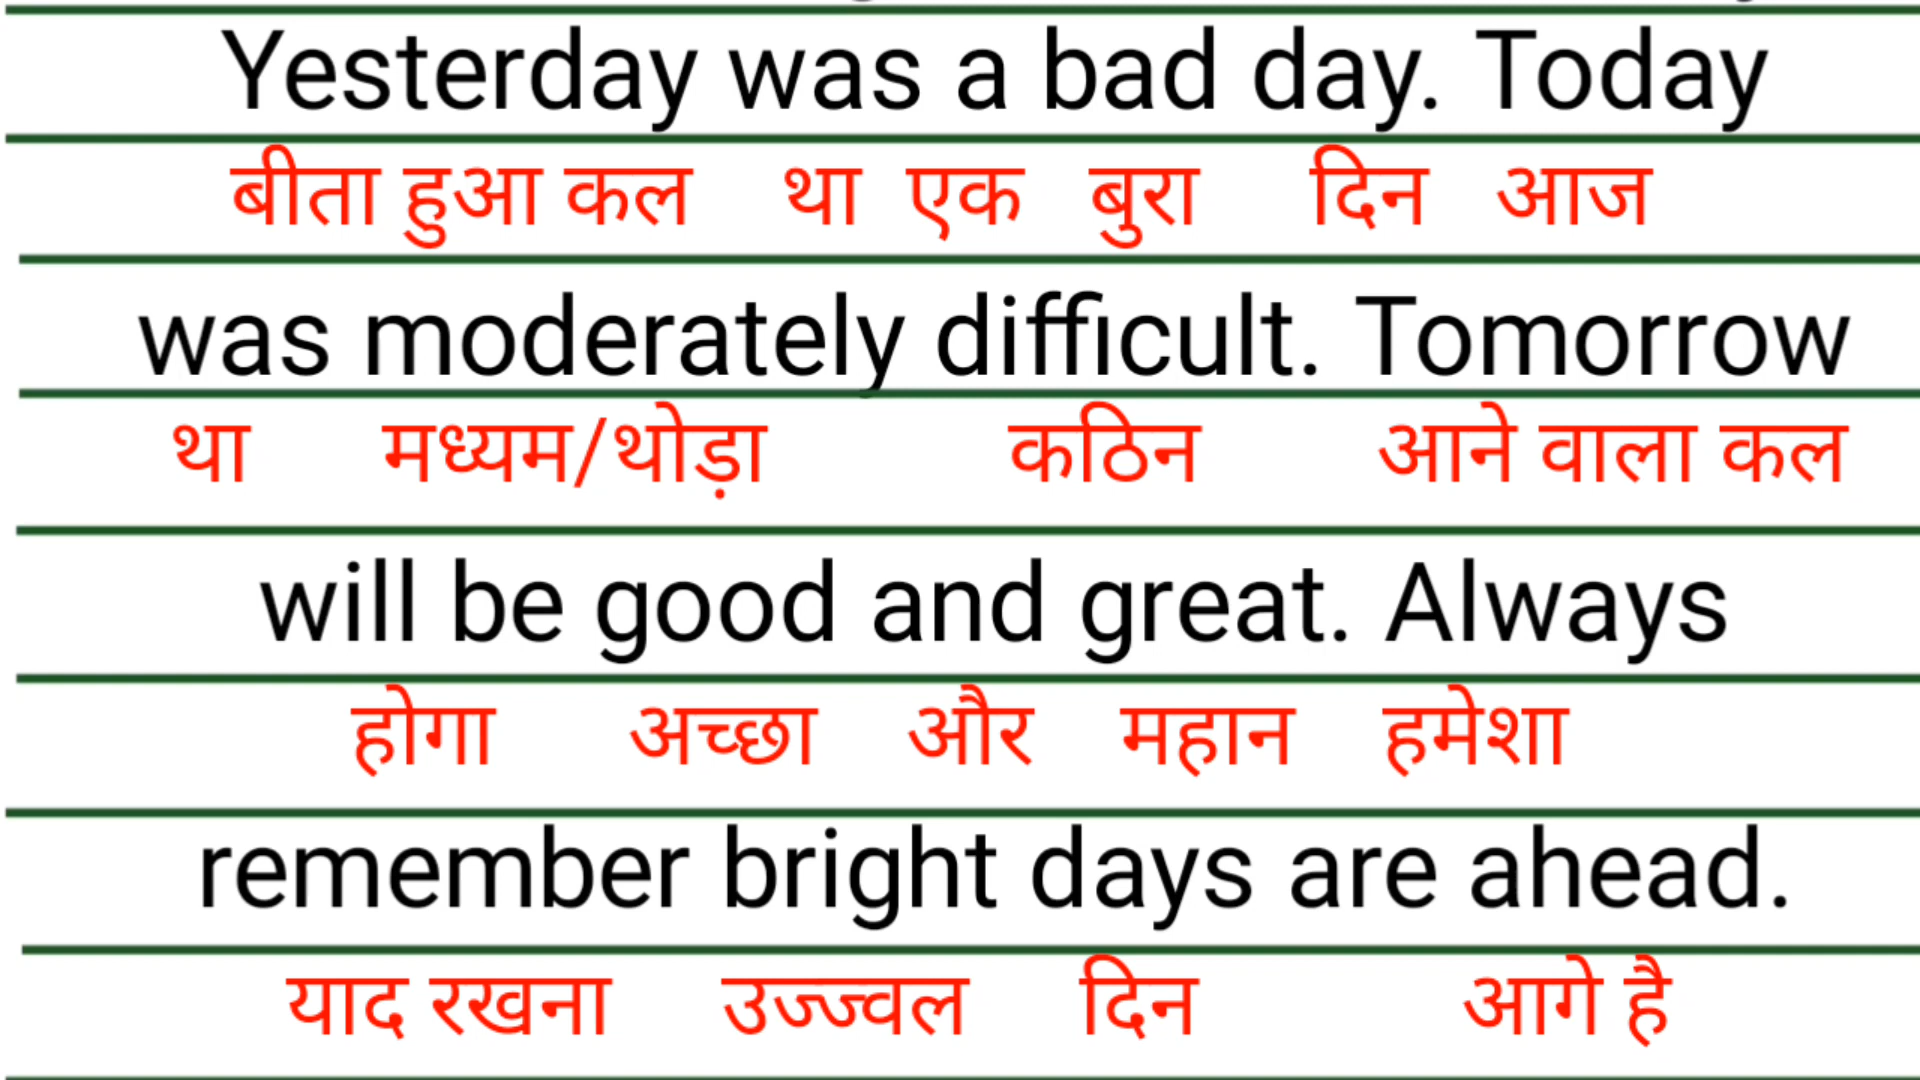 Yesterday was a bad day. Today
बीता हुआ कल था एक बुरा दिन आज
was moderately difficult. Tomorrow
था मध्यम/थोड़ा कठिन आने वाला कल
will be good and great. Always
होगा अच्छा और महान हमेशा
remember bright days are ahead.
याद रखना उज्ज्वल दिन आगे है